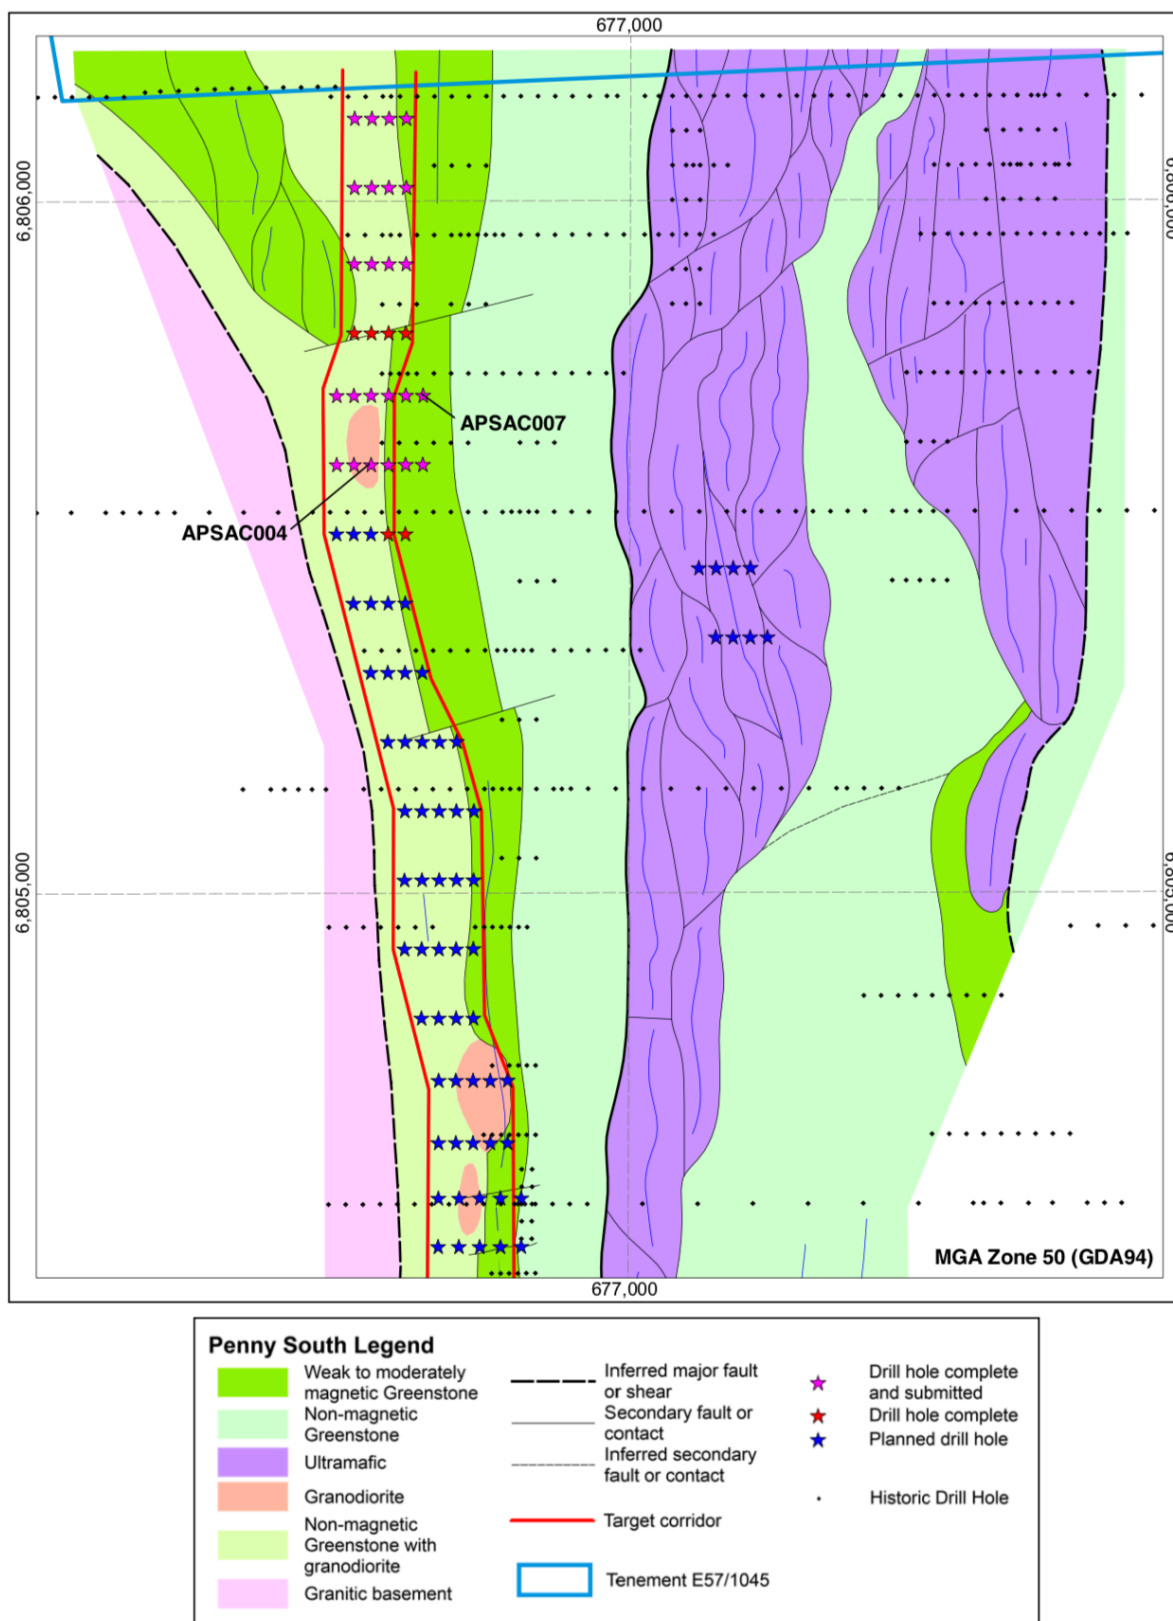 677,000
6,806,000
6,806,000
APSAC007
APSAC004
6,805,000
6,805,000
MGA Zone 50 (GDA94)
677,000
Penny South Legend
Weak to moderately
magnetic Greenstone
Non-magnetic
Greenstone
Ultramafic
Granodiorite
Non-magnetic
Greenstone with
granodiorite
Granitic basement
Inferred major fault
or shear
Secondary fault or
contact
Inferred secondary
fault or contact
Target corridor
Tenement E57/1045
Drill hole complete
and submitted
Drill hole complete
Planned drill hole
Historic Drill Hole